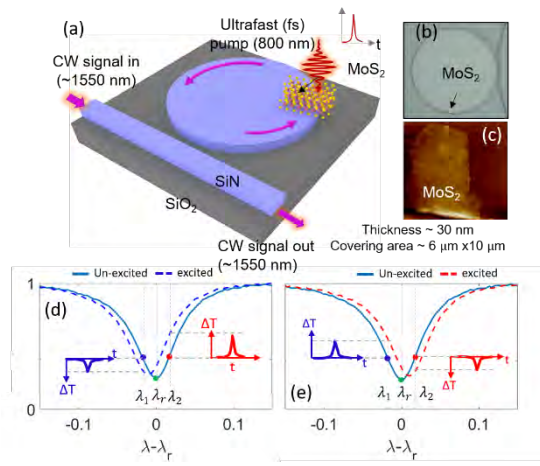 (a)
Ultrafast (fs)
pump (800 nm)
t
CW signal in
(~1550 nm)
MoS2
SiN
SiO2
CW signal out
(~1550 nm)
(b)
MoS2
(c)
MoS2
Thickness ~ 30 nm
Covering area ~ 6 μm x10 μm
Un-excited excited
1
(d)
t
ΔT
ΔT
t
λ1 λr λ2
0
-0.1 0 0.1
λ-λr
Un-excited excited
ΔT
t
t
ΔT
(e)
λ1 λr λ2
-0.1 0 0.1
λ-λr